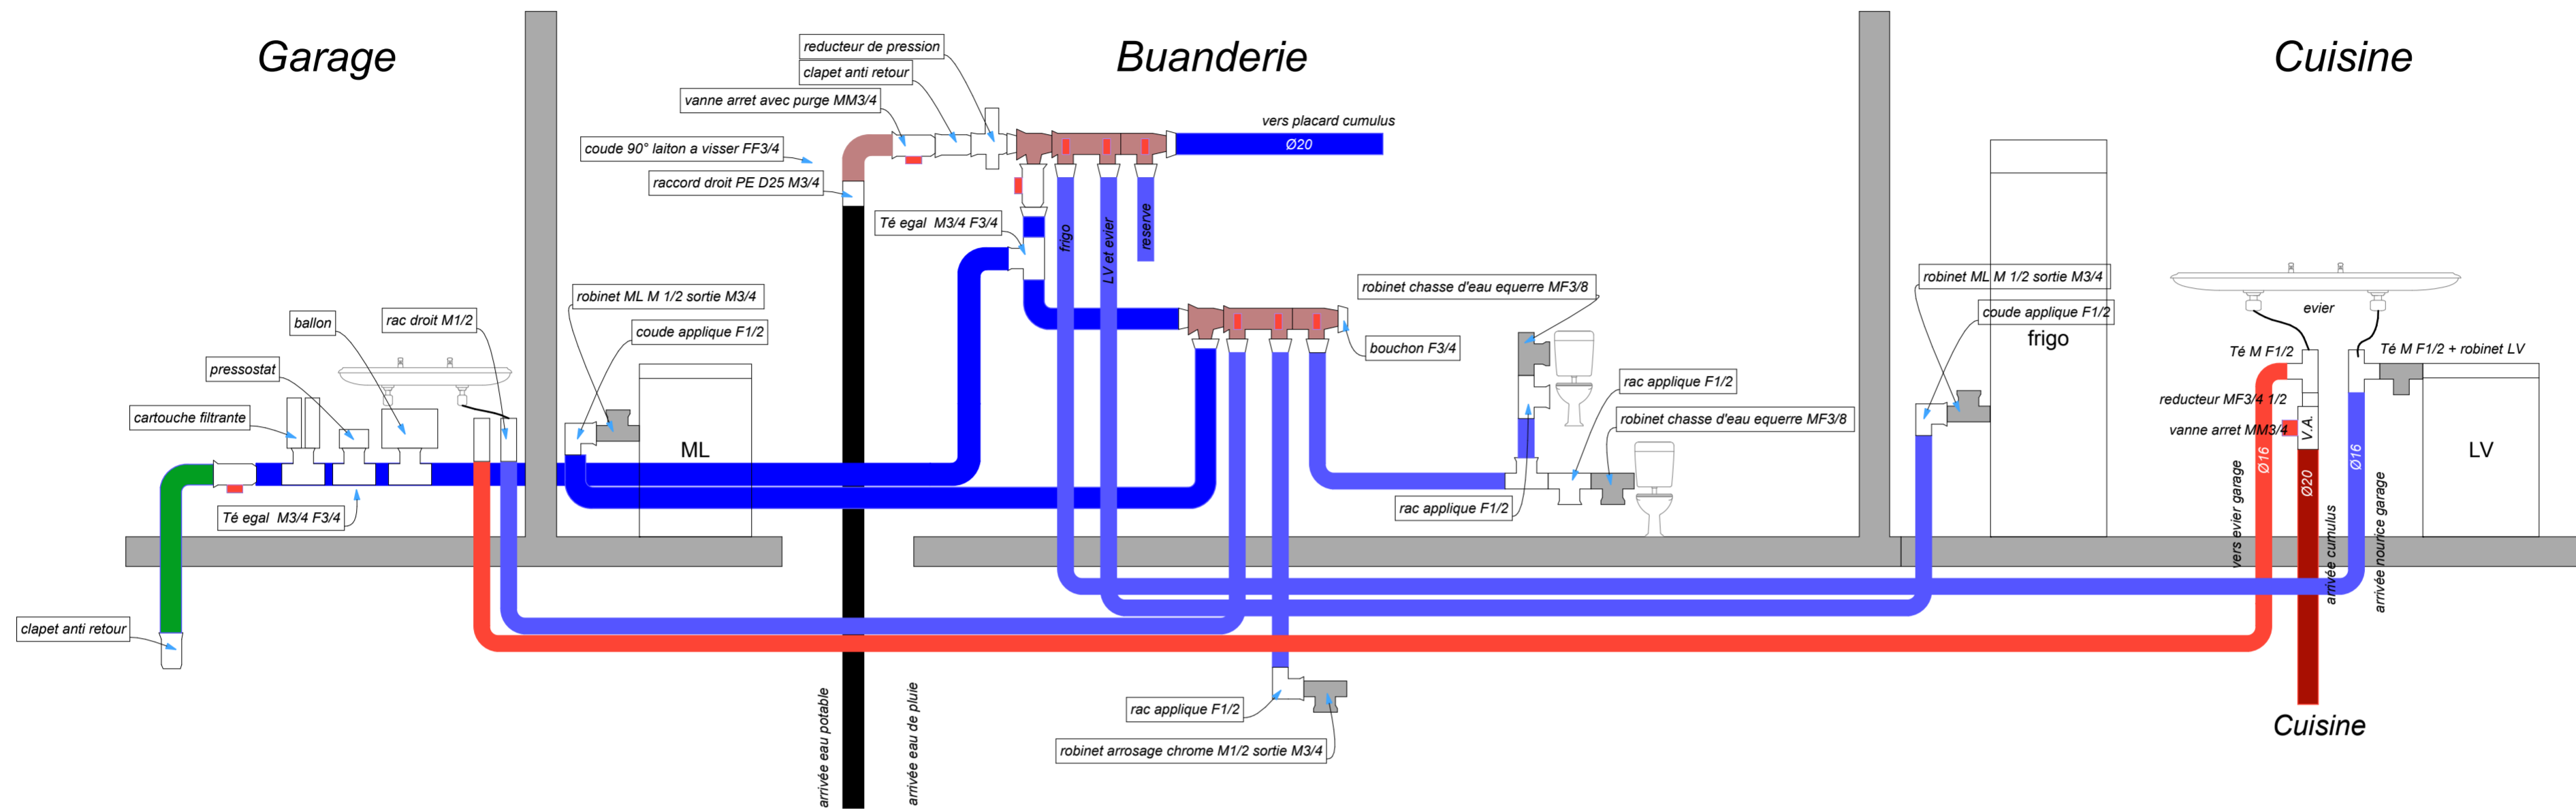 Garage
Buanderie
Cuisine
reducteur de pression
clapet anti retour
vanne arret avec purge MM3/4
coude 90° laiton a visser FF3/4
raccord droit PE D25 M3/4
vers placard cumulus
Ø20
Té egal M3/4 F3/4
frigo
LV et evier
reserve
robinet ML M 1/2 sortie M3/4
coude applique F1/2
rac droit M1/2
ballon
pressostat
cartouche filtrante
Té egal M3/4 F3/4
clapet anti retour
ML
robinet chasse d'eau equerre MF3/8
bouchon F3/4
rac applique F1/2
robinet chasse d'eau equerre MF3/8
rac applique F1/2
robinet ML M 1/2 sortie M3/4
coude applique F1/2
frigo
evier
Té M F1/2
Té M F1/2 + robinet LV
reducteur MF3/4 1/2
vanne arret MM3/4
V.A.
Ø16
Ø20
Ø16
LV
vers evier garage
arrivée cumulus
arrivée nourice garage
arrivée eau potable
arrivée eau de pluie
rac applique F1/2
robinet arrosage chrome M1/2 sortie M3/4
Cuisine